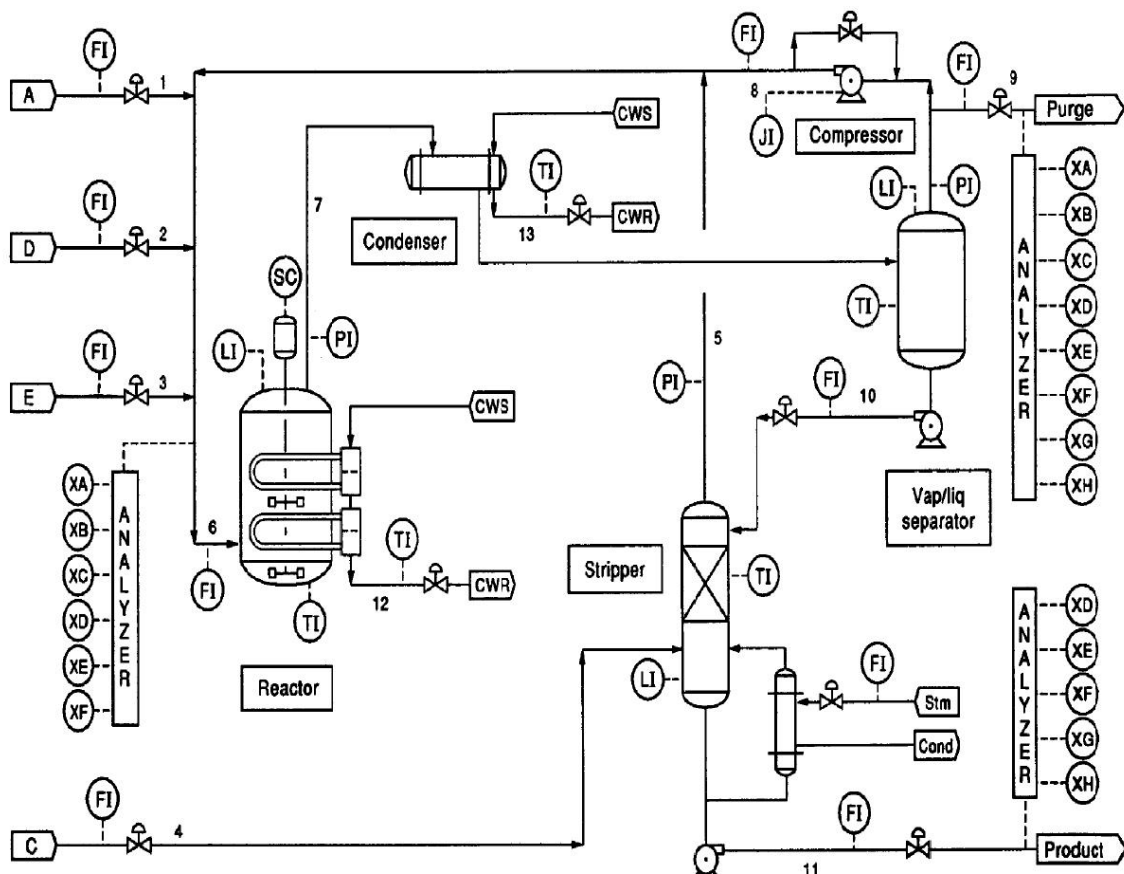 FI
FI
FI
9
A
1
8
Purge
CWS
JI
Compressor
XA
TI
LI
PI
FI
7
CWR
XB
D
2
Condenser
13
XC
SC
TI
XD
FI
LI
PI
5
XE
E
3
PI
FI
10
XF
CWS
XG
XA
XH
ANALYZER
XB
6
Vap/liq
separator
XC
FI
TI
Stripper
TI
XD
12
CWR
XD
XE
TI
XE
ANALYZER
XF
Reactor
LI
FI
XF
Stm
XG
ANALYZER
Cond
XH
FI
FI
C
4
11
Product